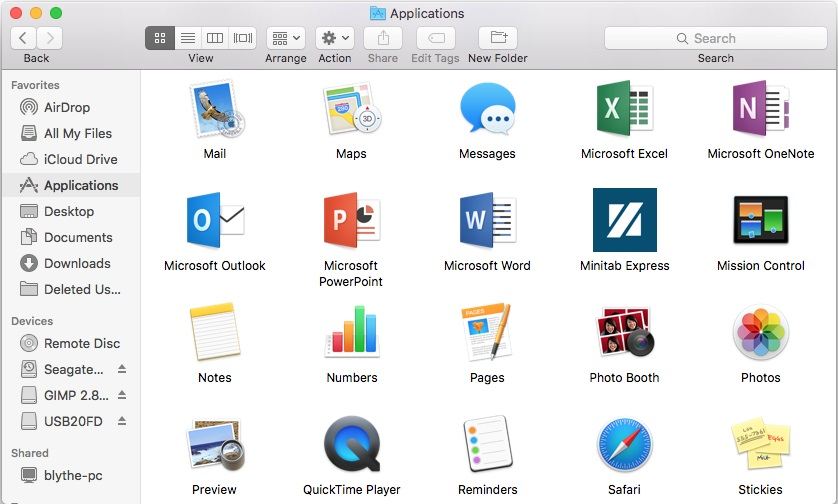 Applications
Back
View
Arrange
Action
Share
Edit Tags
New Folder
Search
Search
Favorites
AirDrop
All My Files
iCloud Drive
Applications
Desktop
Documents
Downloads
Deleted Us...
Devices
Remote Disc
Seagate...
GIMP 2.8...
USB20FD
Shared
blythe-pc
Mail
Maps
280
3D
Messages
Microsoft Excel
Microsoft OneNote
Microsoft Outlook
Microsoft
PowerPoint
Microsoft Word
Minitab Express
Mission Control
Notes
Numbers
PAGES
Pages
Photo Booth
Photos
Preview
QuickTime Player
Reminders
Safari
Stickies